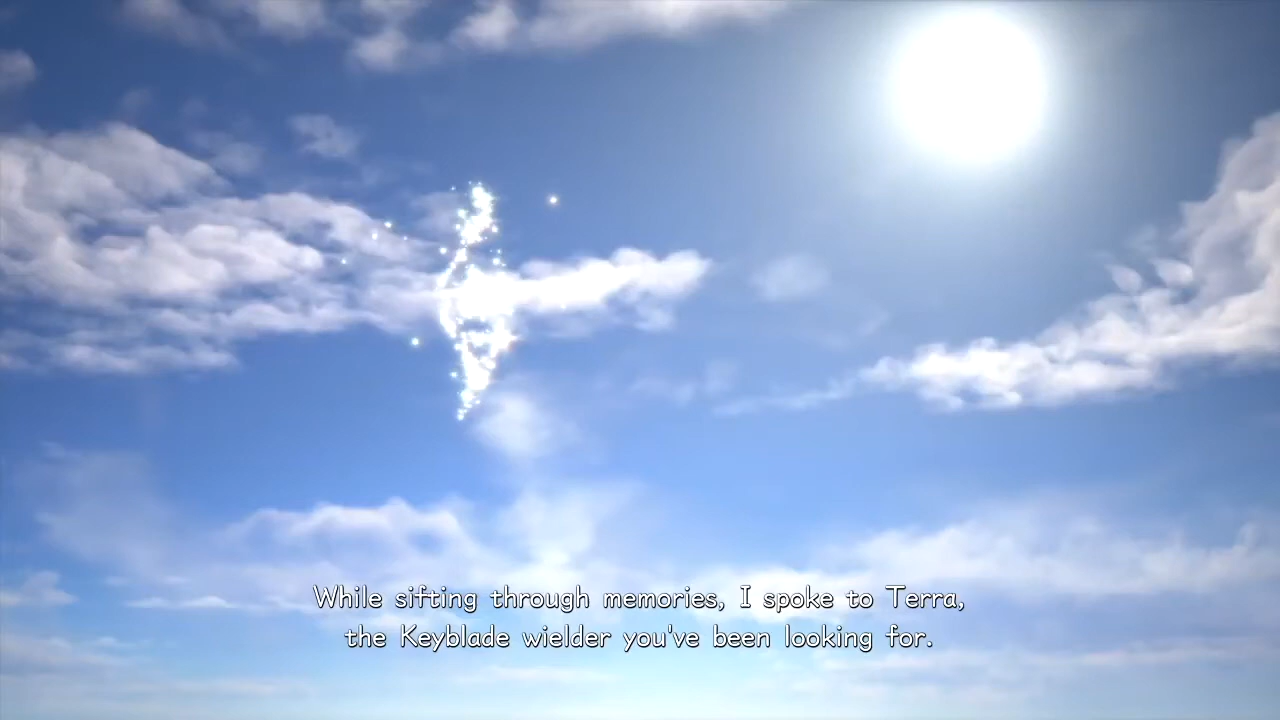 While sifting through memories, I spoke to Terra,
the Keyblade wielder you've been looking for.